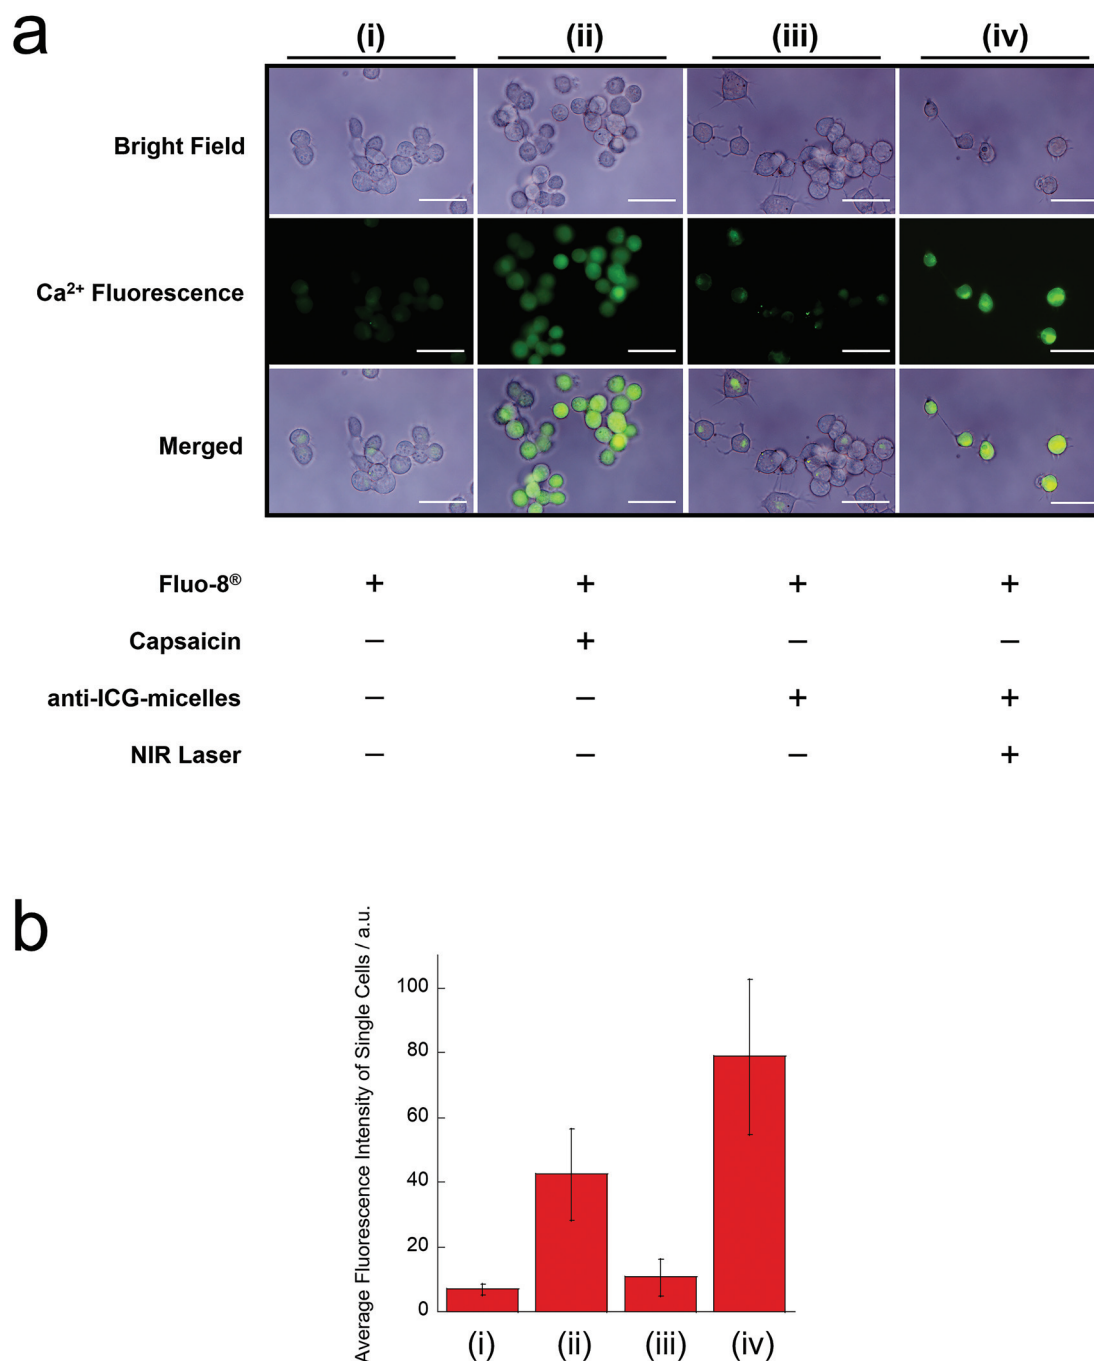 a
(i) (ii) (iii) (iv)
Bright Field
Ca²⁺ Fluorescence
Merged
Fluo-8® + + + +
Capsaicin − + − −
anti-ICG-micelles − − + +
NIR Laser − − − +
b
Average Fluorescence Intensity of Single Cells / a.u.
100
80
60
40
20
0
(i) (ii) (iii) (iv)